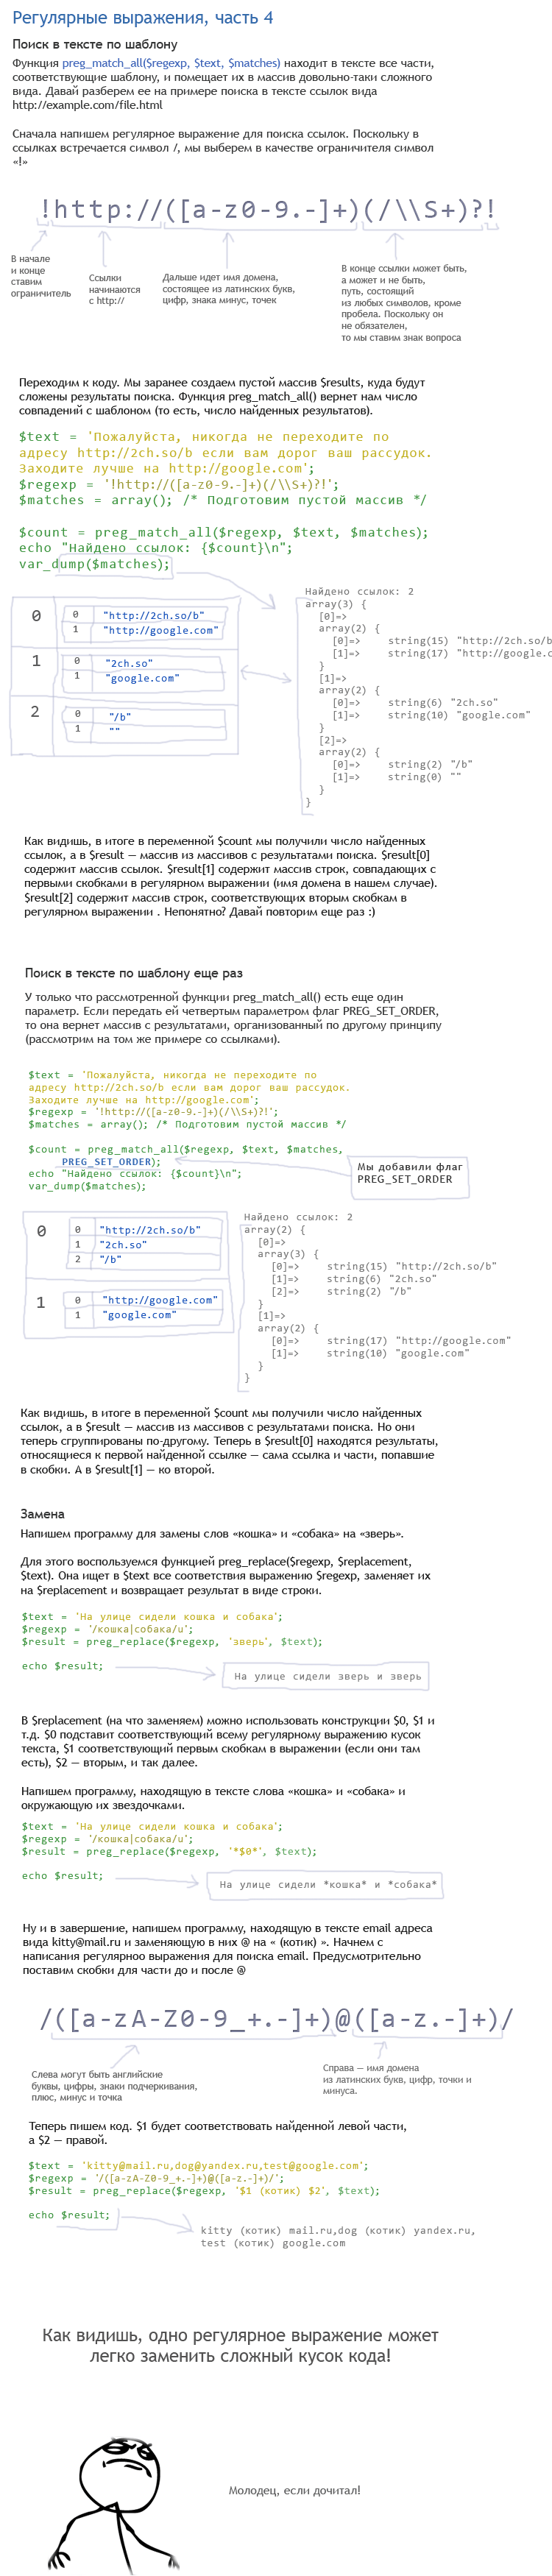 Регулярные выражения, часть 4
Поиск в тексте по шаблону
Функция preg_match_all($regexp, $text, $matches) находит в тексте все части,
соответствующие шаблону, и помещает их в массив довольно-таки сложного
вида. Давай разберем ее на примере поиска в тексте ссылок вида
http://example.com/file.html
Сначала напишем регулярное выражение для поиска ссылок. Поскольку в
ссылках встречается символ /, мы выберем в качестве ограничителя символ
«!»
!http://([a-z0-9.-]+)(/\\S+)?!
В начале
и конце
ставим
ограничитель
Ссылки
начинаются
с http://
Дальше идет имя домена,
состоящее из латинских букв,
цифр, знака минус, точек
В конце ссылки может быть,
а может и не быть,
путь, состоящий
из любых символов, кроме
пробела. Поскольку он
не обязателен,
то мы ставим знак вопроса
Переходим к коду. Мы заранее создаем пустой массив $results, куда будут
сложены результаты поиска. Функция preg_match_all() вернет нам число
совпадений с шаблоном (то есть, число найденных результатов).
$text = 'Пожалуйста, никогда не переходите по
адресу http://2ch.so/b если вам дорог ваш рассудок.
Заходите лучше на http://google.com';
$regexp = '!http://([a-z0-9.-]+)(/\\S+)?!';
$matches = array(); /* Подготовим пустой массив */
$count = preg_match_all($regexp, $text, $matches);
echo "Найдено ссылок: {$count}\n";
var_dump($matches);
0
0 "http://2ch.so/b"
1 "http://google.com"
1
0 "2ch.so"
1 "google.com"
2
0 "/b"
1 ""
Найдено ссылок: 2
array(3) {
[0]=>
array(2) {
[0]=> string(15) "http://2ch.so/b
[1]=> string(17) "http://google.c
}
[1]=>
array(2) {
[0]=> string(6) "2ch.so"
[1]=> string(10) "google.com"
}
[2]=>
array(2) {
[0]=> string(2) "/b"
[1]=> string(0) ""
}
}
Как видишь, в итоге в переменной $count мы получили число найденных
ссылок, а в $result — массив из массивов с результатами поиска. $result[0]
содержит массив ссылок. $result[1] содержит массив строк, совпадающих с
первыми скобками в регулярном выражении (имя домена в нашем случае).
$result[2] содержит массив строк, соответствующих вторым скобкам в
регулярном выражении . Непонятно? Давай повторим еще раз :)
Поиск в тексте по шаблону еще раз
У только что рассмотренной функции preg_match_all() есть еще один
параметр. Если передать ей четвертым параметром флаг PREG_SET_ORDER,
то она вернет массив с результатами, организованный по другому принципу
(рассмотрим на том же примере со ссылками).
$text = 'Пожалуйста, никогда не переходите по
адресу http://2ch.so/b если вам дорог ваш рассудок.
Заходите лучше на http://google.com';
$regexp = '!http://([a-z0-9.-]+)(/\\S+)?!';
$matches = array(); /* Подготовим пустой массив */
$count = preg_match_all($regexp, $text, $matches,
PREG_SET_ORDER);
echo "Найдено ссылок: {$count}\n";
var_dump($matches);
Мы добавили флаг
PREG_SET_ORDER
0
0 "http://2ch.so/b"
1 "2ch.so"
2 "/b"
1
0 "http://google.com"
1 "google.com"
Найдено ссылок: 2
array(2) {
[0]=>
array(3) {
[0]=> string(15) "http://2ch.so/b"
[1]=> string(6) "2ch.so"
[2]=> string(2) "/b"
}
[1]=>
array(2) {
[0]=> string(17) "http://google.com"
[1]=> string(10) "google.com"
}
}
Как видишь, в итоге в переменной $count мы получили число найденных
ссылок, а в $result — массив из массивов с результатами поиска. Но они
теперь сгруппированы по-другому. Теперь в $result[0] находятся результаты,
относящиеся к первой найденной ссылке — сама ссылка и части, попавшие
в скобки. А в $result[1] — ко второй.
Замена
Напишем программу для замены слов «кошка» и «собака» на «зверь».
Для этого воспользуемся функцией preg_replace($regexp, $replacement,
$text). Она ищет в $text все соответствия выражению $regexp, заменяет их
на $replacement и возвращает результат в виде строки.
$text = 'На улице сидели кошка и собака';
$regexp = '/кошка|собака/u';
$result = preg_replace($regexp, 'зверь', $text);
echo $result;
На улице сидели зверь и зверь
В $replacement (на что заменяем) можно использовать конструкции $0, $1 и
т.д. $0 подставит соответствующий всему регулярному выражению кусок
текста, $1 соответствующий первым скобкам в выражении (если они там
есть), $2 — вторым, и так далее.
Напишем программу, находящую в тексте слова «кошка» и «собака» и
окружающую их звездочками.
$text = 'На улице сидели кошка и собака';
$regexp = '/кошка|собака/u';
$result = preg_replace($regexp, '*$0*', $text);
echo $result;
На улице сидели *кошка* и *собака*
Ну и в завершение, напишем программу, находящую в тексте email адреса
вида kitty@mail.ru и заменяющую в них @ на « (котик) ». Начнем с
написания регулярноо выражения для поиска email. Предусмотрительно
поставим скобки для части до и после @
/([a-zA-Z0-9_+.-]+)@([a-z.-]+)/
Слева могут быть английские
буквы, цифры, знаки подчеркивания,
плюс, минус и точка
Справа — имя домена
из латинских букв, цифр, точки и
минуса.
Теперь пишем код. $1 будет соответствовать найденной левой части,
а $2 — правой.
$text = 'kitty@mail.ru,dog@yandex.ru,test@google.com';
$regexp = '/([a-zA-Z0-9_+.-]+)@([a-z.-]+)/';
$result = preg_replace($regexp, '$1 (котик) $2', $text);
echo $result;
kitty (котик) mail.ru,dog (котик) yandex.ru,
test (котик) google.com
Как видишь, одно регулярное выражение может
легко заменить сложный кусок кода!
Молодец, если дочитал!